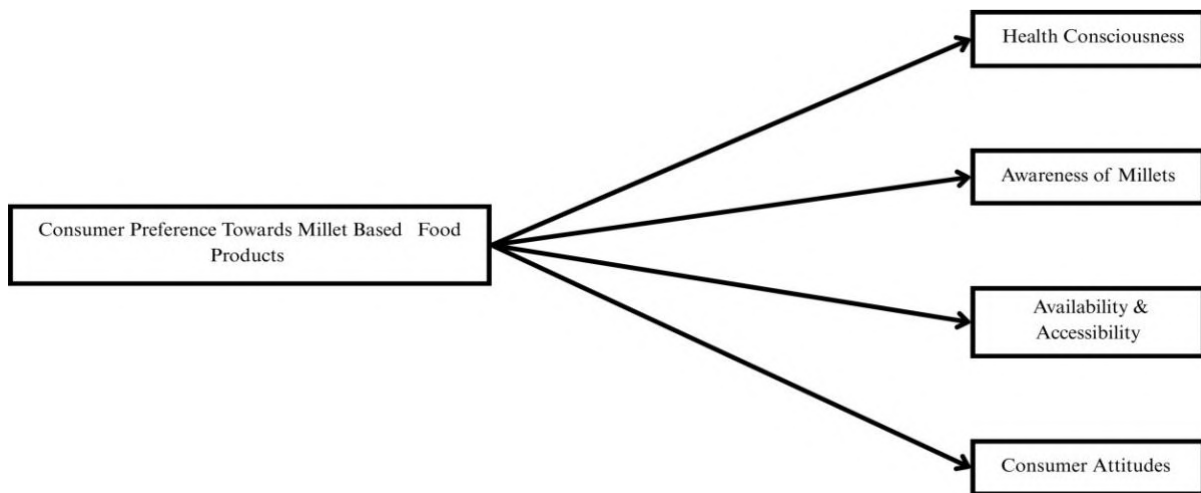 Health Consciousness
Awareness of Millets
Consumer Preference Towards Millet Based Food
Products
Availability &
Accessibility
Consumer Attitudes